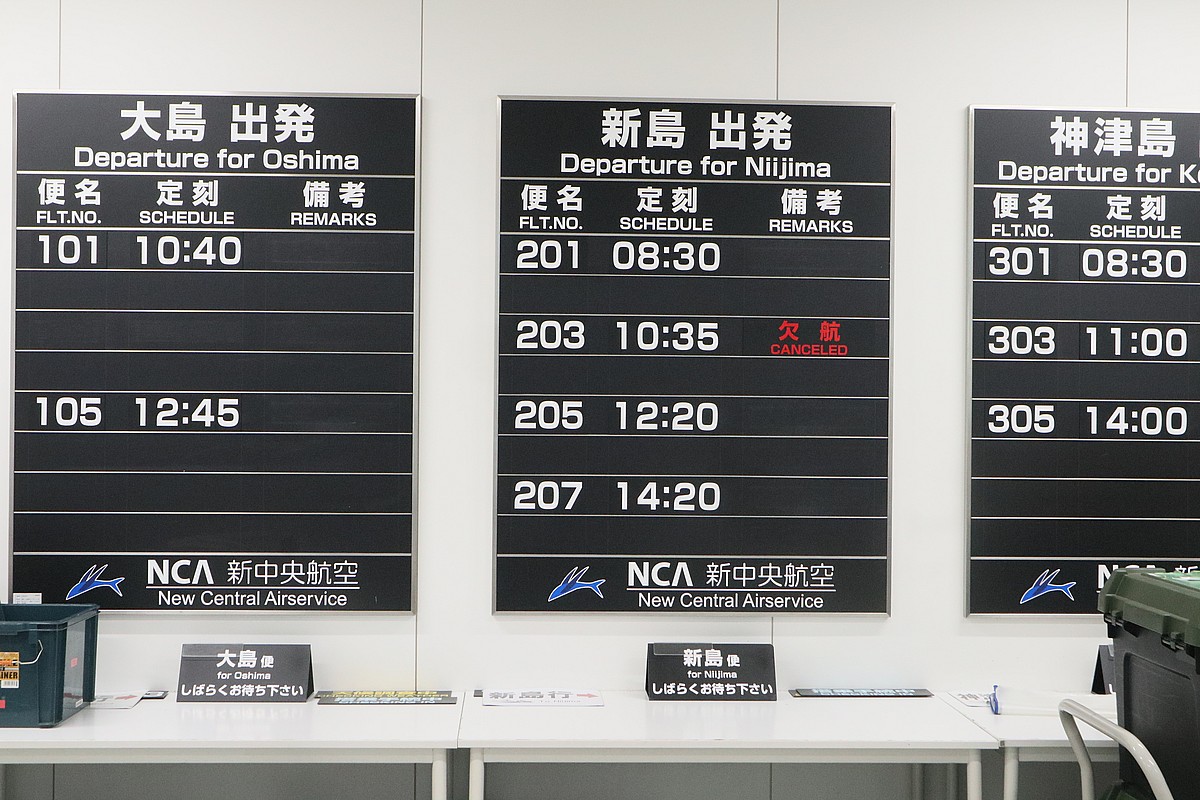 大島 出発
Departure for Oshima
便名 定刻 備考
FLT.NO. SCHEDULE REMARKS
101 10:40
105 12:45
NCA 新中央航空
New Central Airservice
新島 出発
Departure for Niijima
便名 定刻 備考
FLT.NO. SCHEDULE REMARKS
201 08:30
203 10:35 欠航
CANCELED
205 12:20
207 14:20
NCA 新中央航空
New Central Airservice
神津島
Departure for
便名 定刻
FLT.NO. SCHEDULE
301 08:30
303 11:00
305 14:00
大島便
for Oshima
しばらくお待ち下さい
新島便
for Niijima
しばらくお待ち下さい
新島行